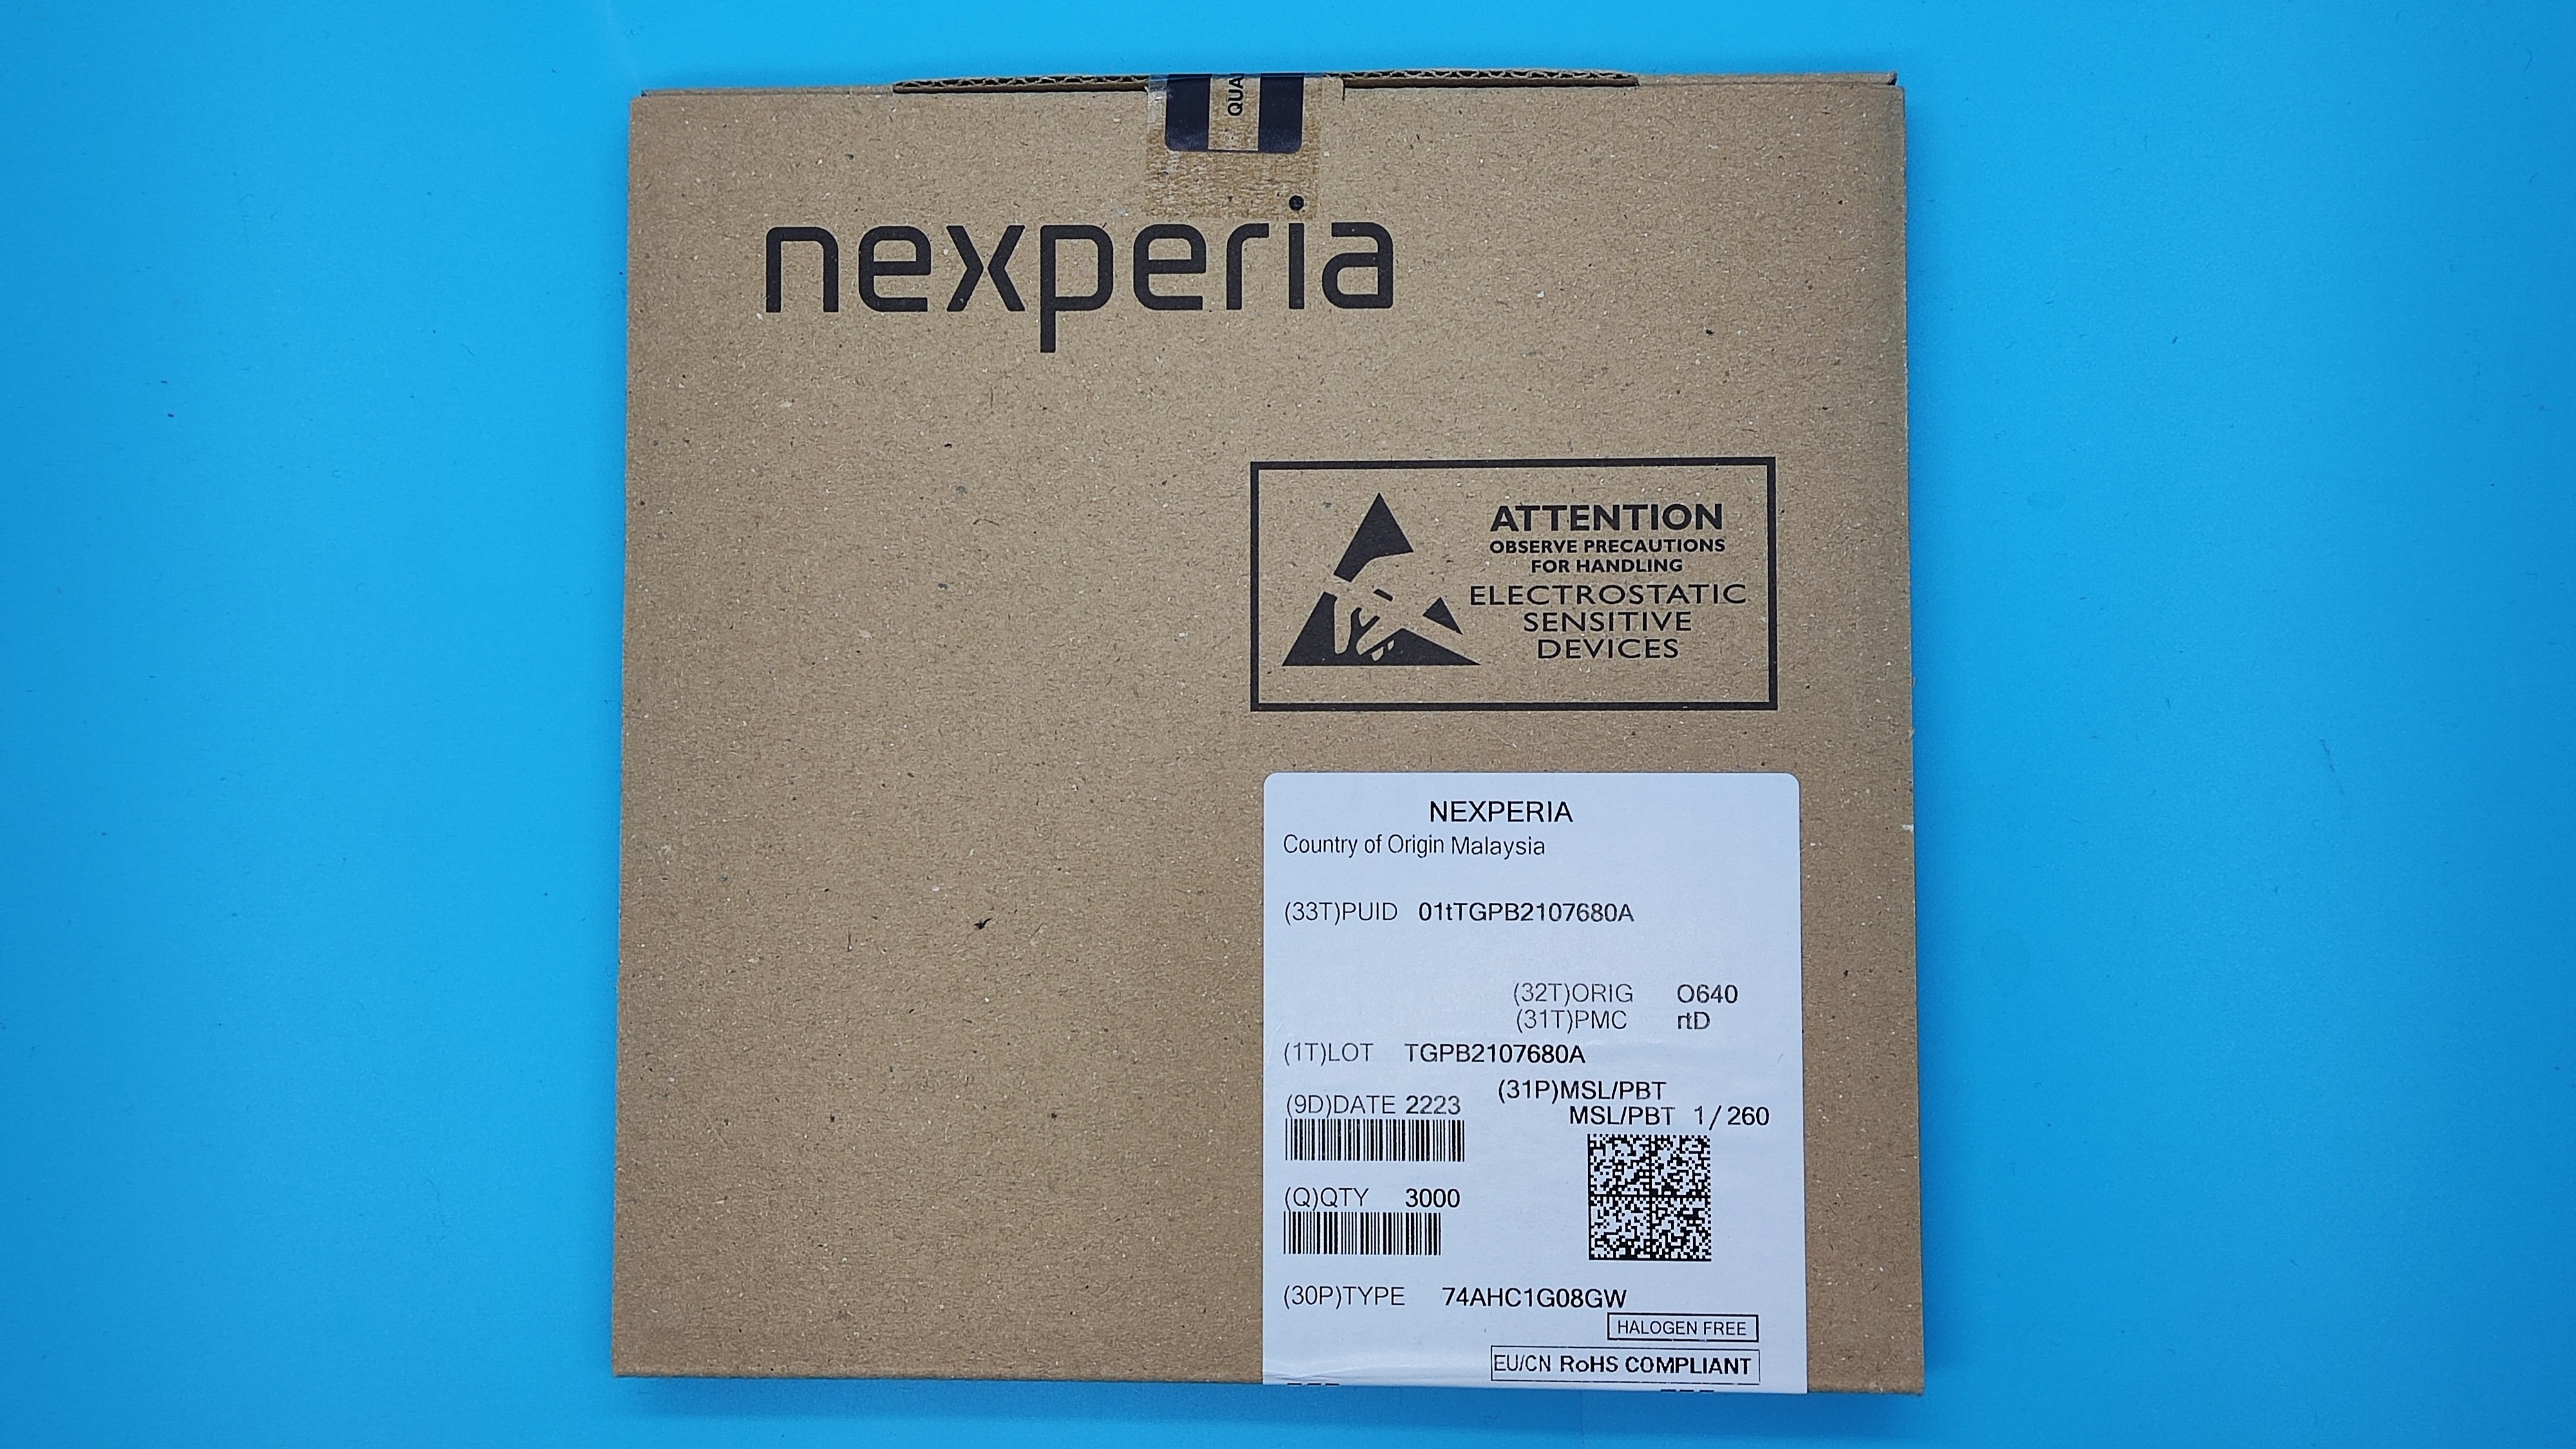 QUA
nexperia
ATTENTION
OBSERVE PRECAUTIONS
FOR HANDLING
ELECTROSTATIC
SENSITIVE
DEVICES
NEXPERIA
Country of Origin Malaysia
(33T)PUID 01tTGPB2107680A
(32T)ORIG O640
(31T)PMC rtD
(1T)LOT TGPB2107680A
(31P)MSL/PBT
(9D)DATE 2223
MSL/PBT 1/260
(Q)QTY 3000
(30P)TYPE 74AHC1G08GW
HALOGEN FREE
EU/CN RoHS COMPLIANT